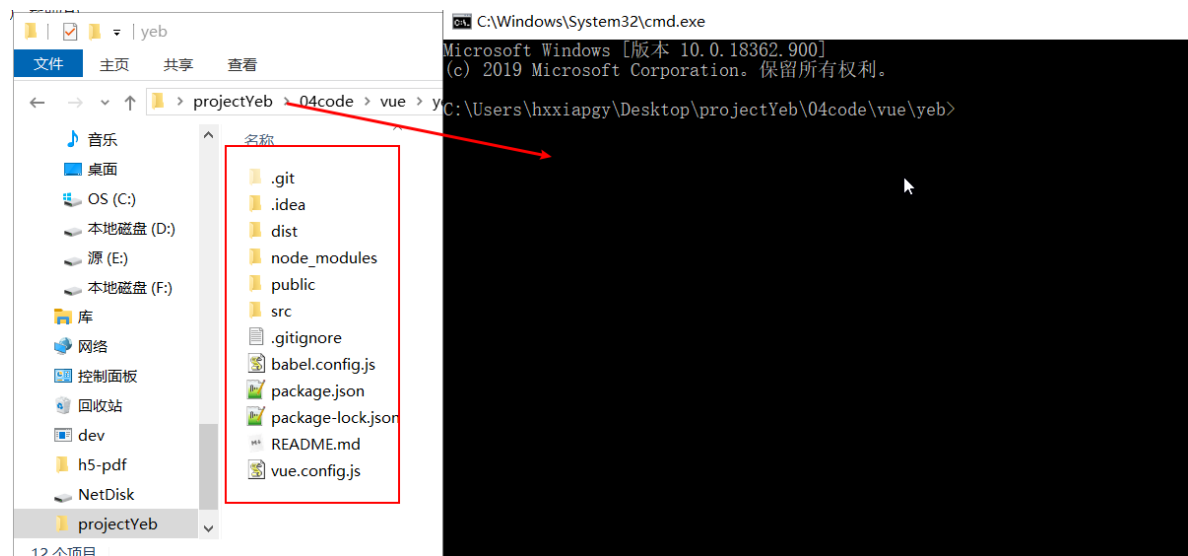 yeb
文件 主页 共享 查看
projectYeb > 04code > vue > y
音乐
桌面
OS (C:)
本地磁盘 (D:)
源 (E:)
本地磁盘 (F:)
库
网络
控制面板
回收站
dev
h5-pdf
NetDisk
projectYeb
12 个项目
名称
.git
.idea
dist
node_modules
public
src
.gitignore
babel.config.js
package.json
package-lock.json
README.md
vue.config.js
C:\Windows\System32\cmd.exe
Microsoft Windows [版本 10.0.18362.900]
(c) 2019 Microsoft Corporation。保留所有权利。
C:\Users\hxxiapgy\Desktop\projectYeb\04code\vue\yeb>